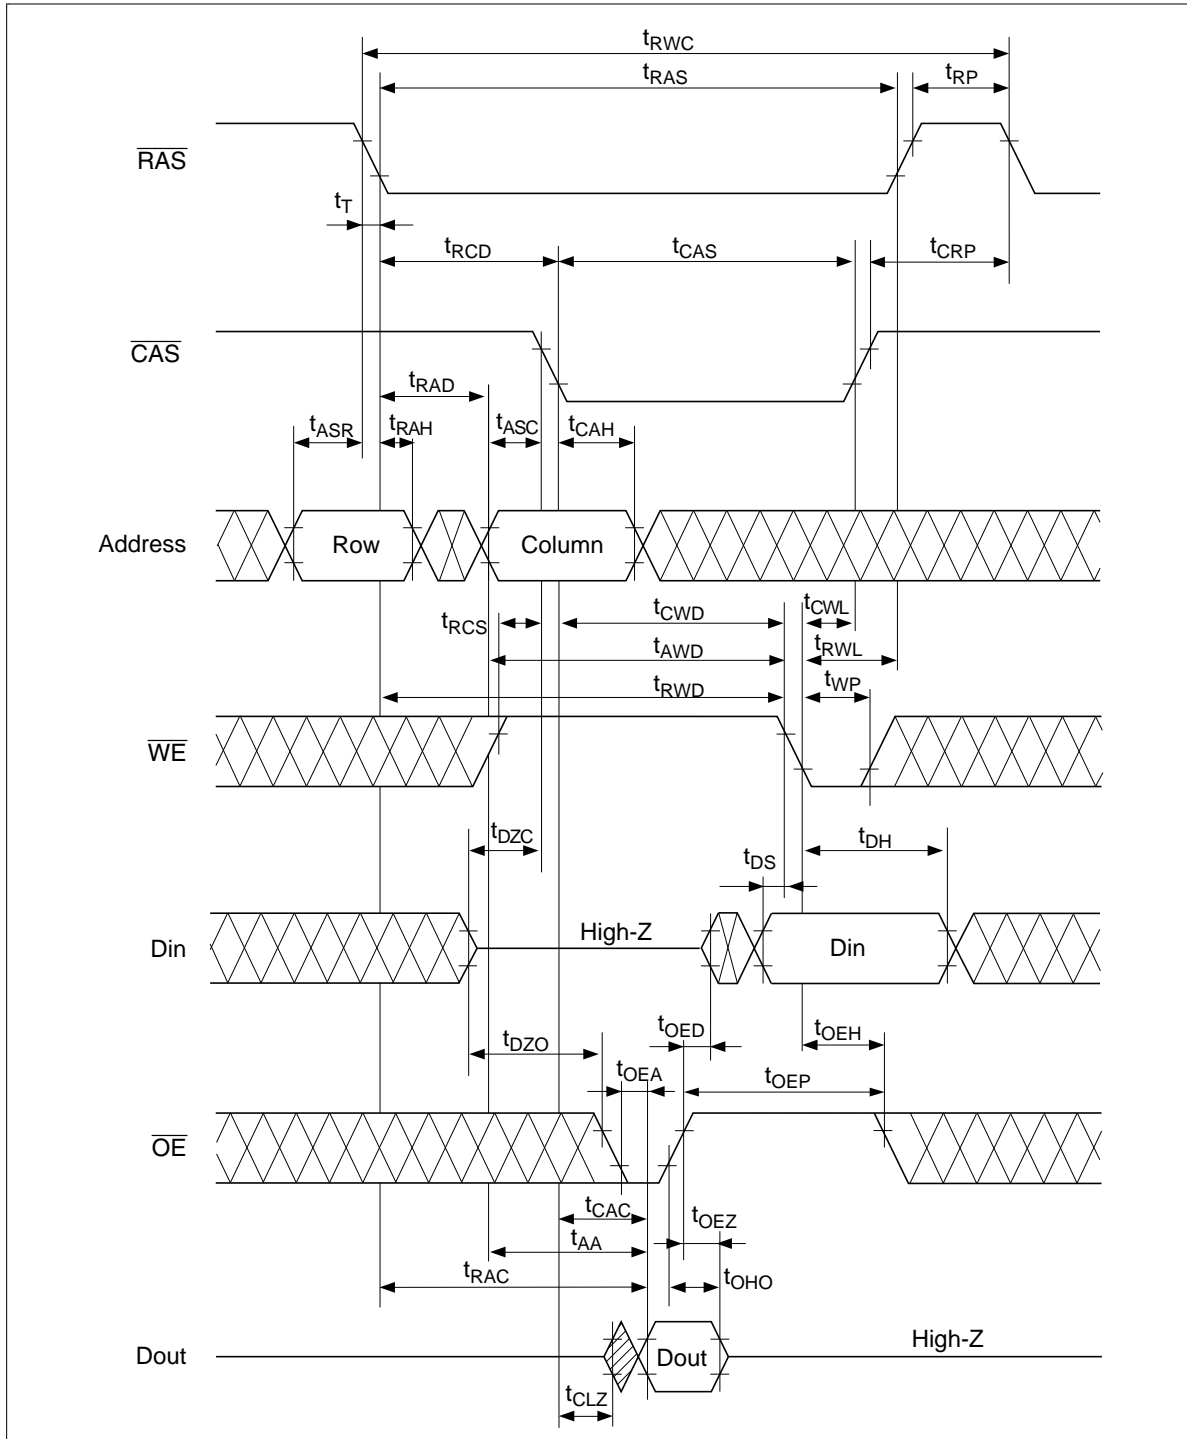 tRWC
tRAS
tRP
RAS
tT
tRCD
tCAS
tCRP
CAS
tRAD
tASR
tRAH
tASC
tCAH
Address
Row
Column
tRCS
tCWD
tCWL
tAWD
tRWL
tRWD
tWP
WE
tDZC
tDS
tDH
Din
High-Z
Din
tDZO
tOED
tOEH
tOEA
tOEP
OE
tCAC
tOEZ
tAA
tRAC
tOHO
Dout
Dout
High-Z
tCLZ